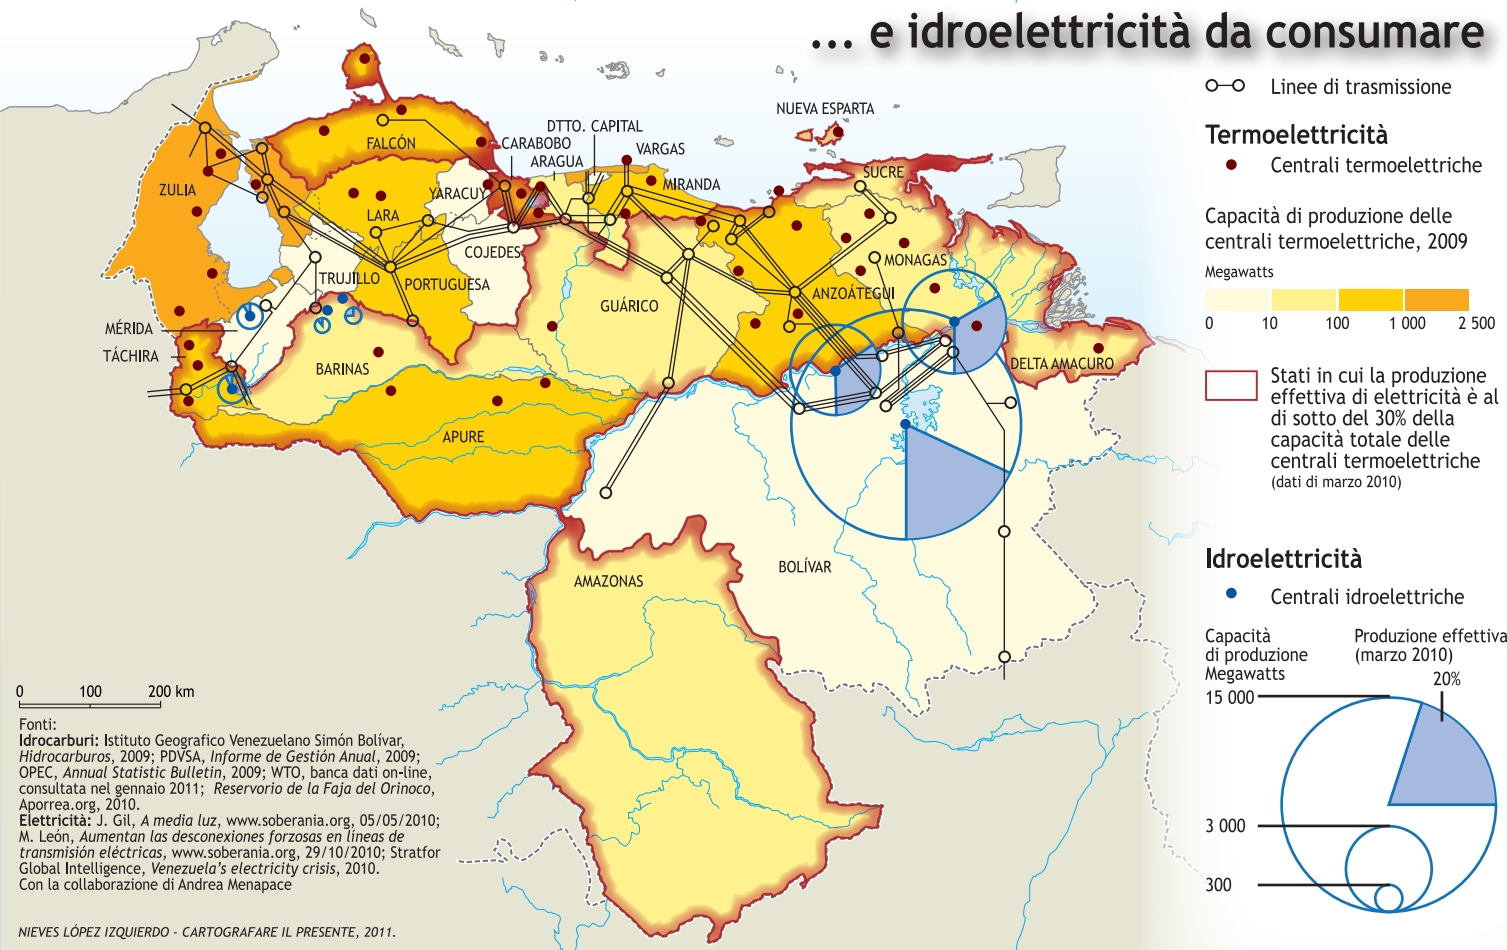 ... e idroelettricità da consumare
Linee di trasmissione
Termoelettricità
Centrali termoelettriche
Capacità di produzione delle
centrali termoelettriche, 2009
Megawatts
0 10 100 1 000 2 500
Stati in cui la produzione
effettiva di elettricità è al
di sotto del 30% della
capacità totale delle
centrali termoelettriche
(dati di marzo 2010)
Idroelettricità
Centrali idroelettriche
Capacità
di produzione
Megawatts
Produzione effettiva
(marzo 2010)
20%
15 000
3 000
300
NUEVA ESPARTA
DTTO. CAPITAL
CARABOBO
VARGAS
ARAGUA
FALCÓN
MIRANDA
SUCRE
ZULIA
YARACUY
LARA
COJEDES
MONAGAS
TRUJILLO
PORTUGUESA
ANZOÁTEGUI
GUÁRICO
MÉRIDA
TÁCHIRA
BARINAS
DELTA AMACURO
APURE
BOLÍVAR
AMAZONAS
0 100 200 km
Fonti:
Idrocarburi: Istituto Geografico Venezuelano Simón Bolívar,
Hidrocarburos, 2009; PDVSA, Informe de Gestión Anual, 2009;
OPEC, Annual Statistic Bulletin, 2009; WTO, banca dati on-line,
consultata nel gennaio 2011; Reservorio de la Faja del Orinoco,
Aporrea.org, 2010.
Elettricità: J. Gil, A media luz, www.soberania.org, 05/05/2010;
M. León, Aumentan las desconexiones forzosas en líneas de
transmisión eléctricas, www.soberania.org, 29/10/2010; Stratfor
Global Intelligence, Venezuela's electricity crisis, 2010.
Con la collaborazione di Andrea Menapace
NIEVES LÓPEZ IZQUIERDO - CARTOGRAFARE IL PRESENTE, 2011.